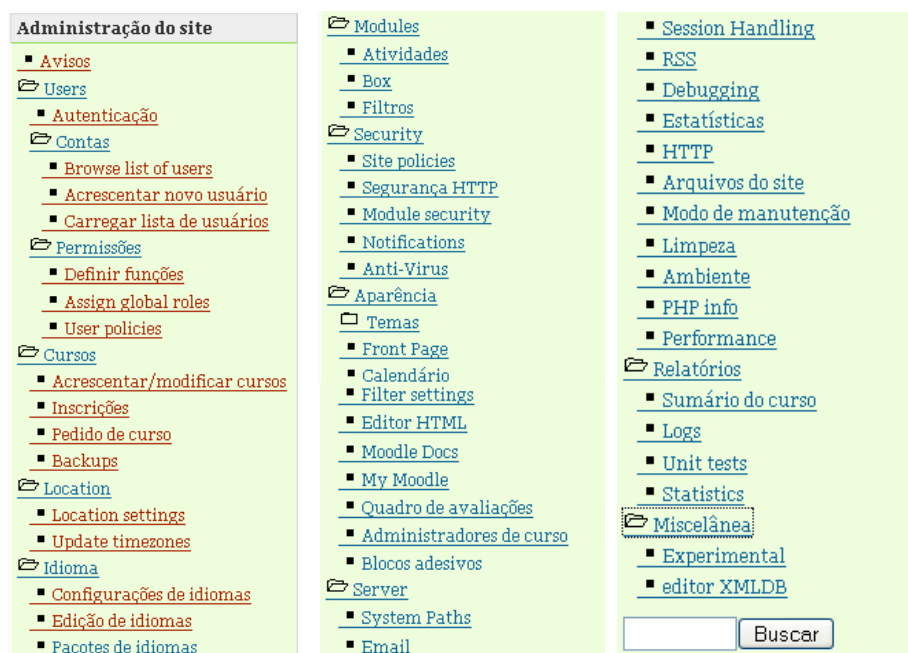 Administração do site
Avisos
Users
Autenticação
Contas
Browse list of users
Acrescentar novo usuário
Carregar lista de usuários
Permissões
Definir funções
Assign global roles
User policies
Cursos
Acrescentar/modificar cursos
Inscrições
Pedido de curso
Backups
Location
Location settings
Update timezones
Idioma
Configurações de idiomas
Edição de idiomas
Pacotes de idiomas
Modules
Atividades
Box
Filtros
Security
Site policies
Segurança HTTP
Module security
Notifications
Anti-Virus
Aparência
Temas
Front Page
Calendário
Filter settings
Editor HTML
Moodle Docs
My Moodle
Quadro de avaliações
Administradores de curso
Blocos adesivos
Server
System Paths
Email
Session Handling
RSS
Debugging
Estatísticas
HTTP
Arquivos do site
Modo de manutenção
Limpeza
Ambiente
PHP info
Performance
Relatórios
Sumário do curso
Logs
Unit tests
Statistics
Miscelânea
Experimental
editor XMLDB
Buscar